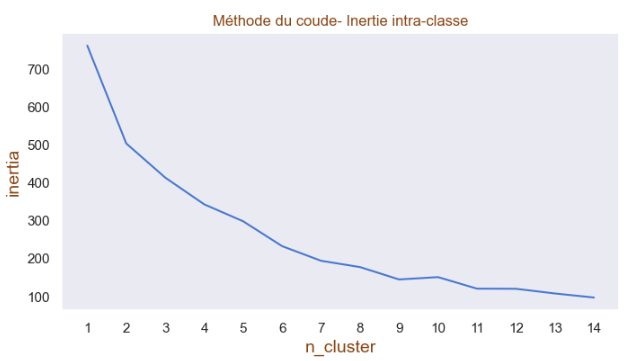 Méthode du coude- Inertie intra-classe
700
600
500
400
300
200
100
inertia
1 2 3 4 5 6 7 8 9 10 11 12 13 14
n_cluster